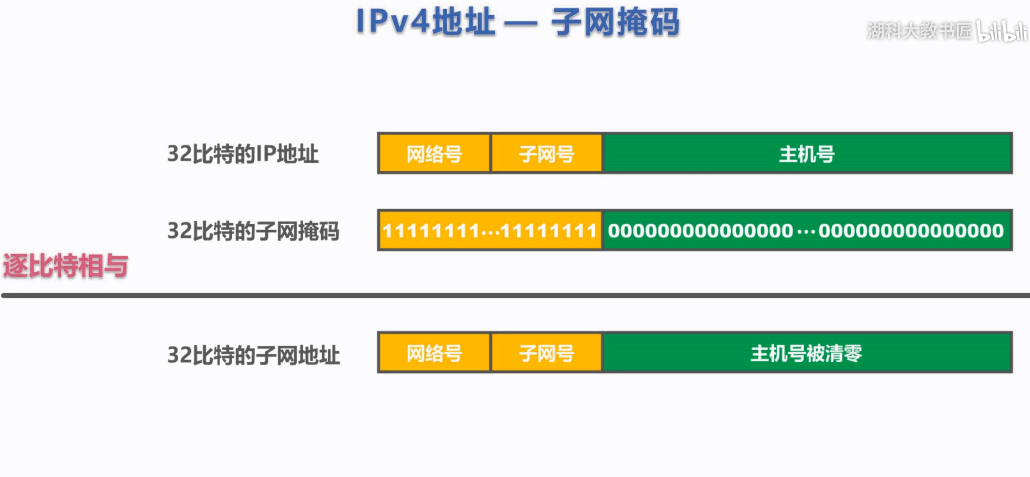 IPv4地址 — 子网掩码
湖科大教书匠 bilibili
32比特的IP地址 网络号 子网号 主机号
32比特的子网掩码 11111111···11111111 000000000000000···000000000000000
逐比特相与
32比特的子网地址 网络号 子网号 主机号被清零